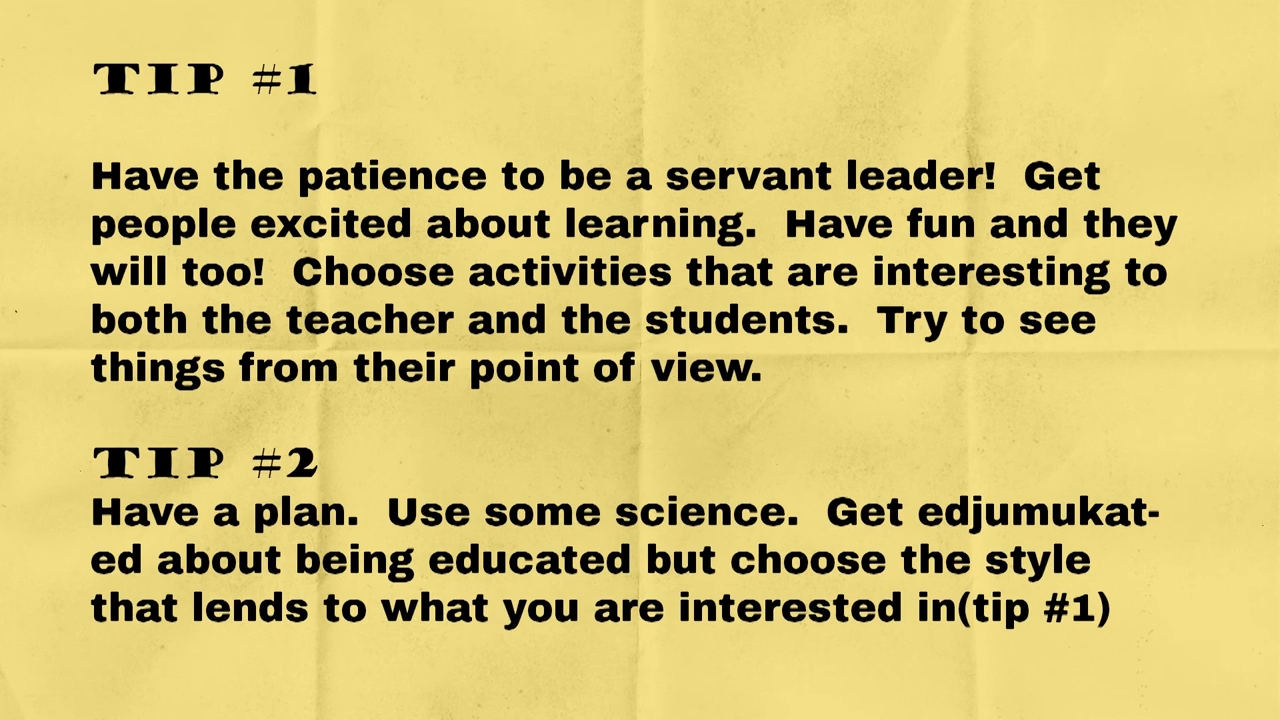 TIP #1
Have the patience to be a servant leader!  Get
people excited about learning.  Have fun and they
will too!  Choose activities that are interesting to
both the teacher and the students.  Try to see
things from their point of view.
TIP #2
Have a plan.  Use some science.  Get edjumukat-
ed about being educated but choose the style
that lends to what you are interested in(tip #1)